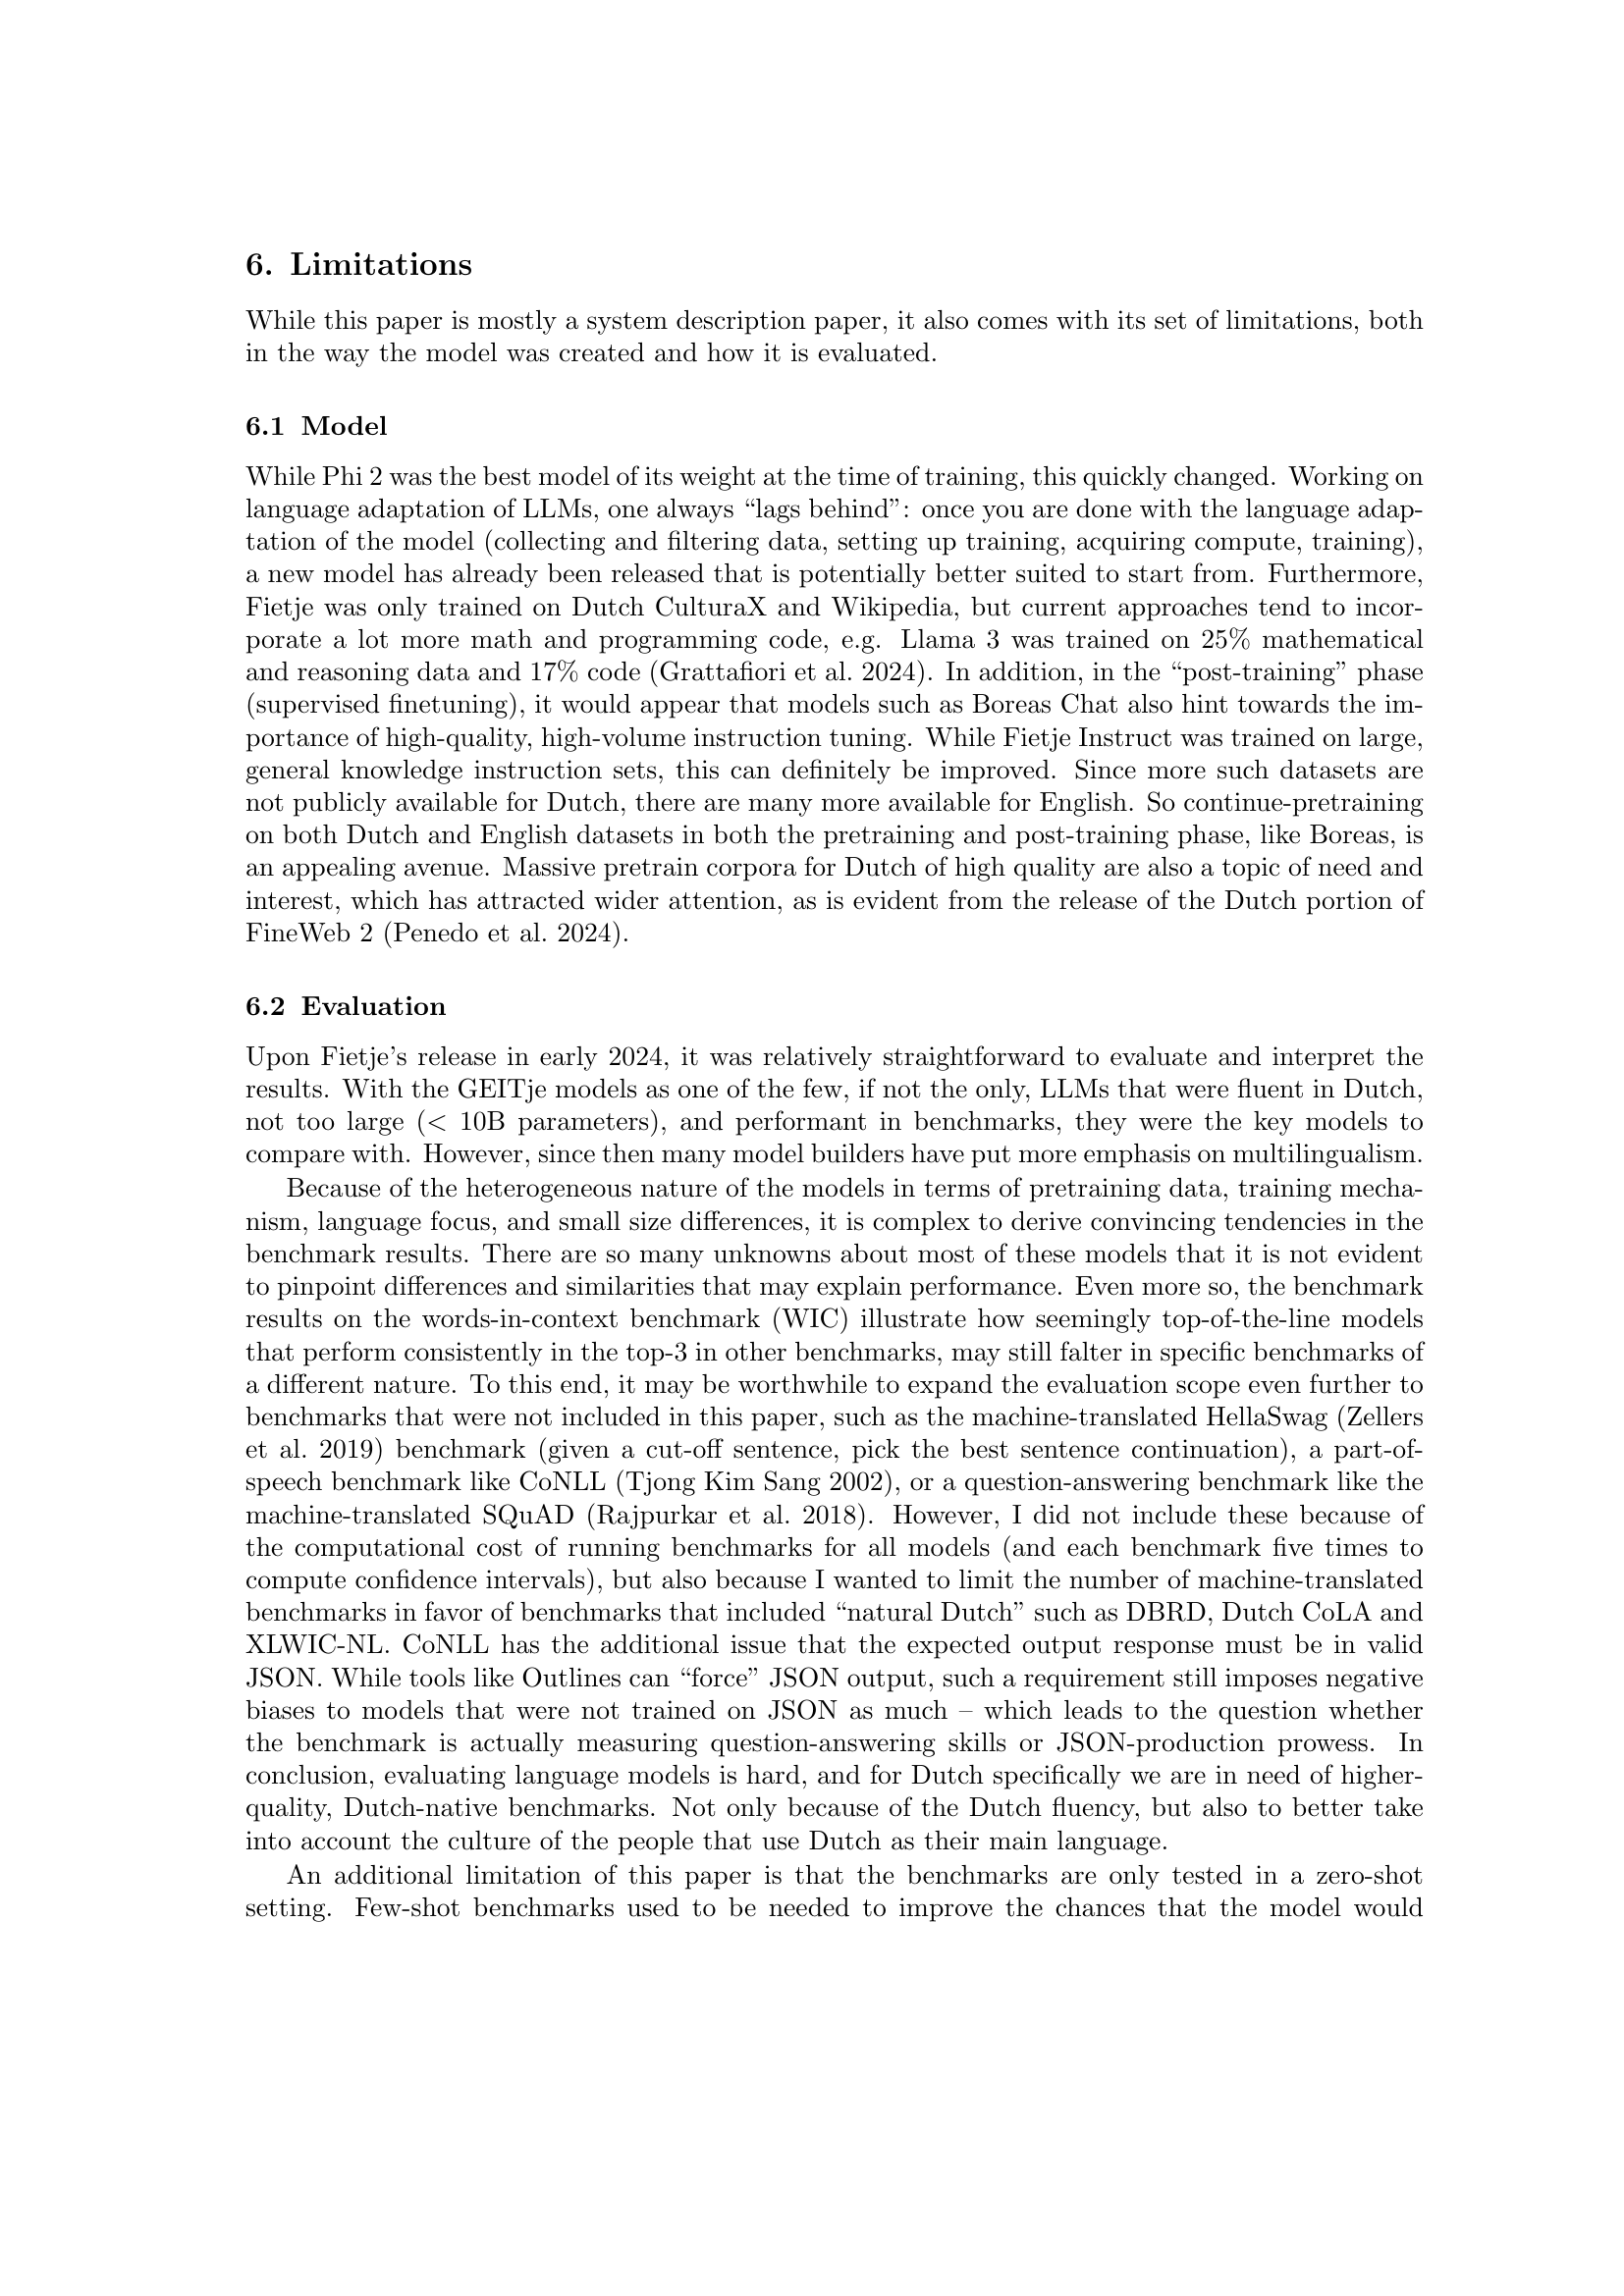 6. Limitations
While this paper is mostly a system description paper, it also comes with its set of limitations, both
in the way the model was created and how it is evaluated.
6.1 Model
While Phi 2 was the best model of its weight at the time of training, this quickly changed. Working on
language adaptation of LLMs, one always “lags behind”: once you are done with the language adap-
tation of the model (collecting and filtering data, setting up training, acquiring compute, training),
a new model has already been released that is potentially better suited to start from. Furthermore,
Fietje was only trained on Dutch CulturaX and Wikipedia, but current approaches tend to incor-
porate a lot more math and programming code, e.g. Llama 3 was trained on 25% mathematical
and reasoning data and 17% code (Grattafiori et al. 2024). In addition, in the “post-training” phase
(supervised finetuning), it would appear that models such as Boreas Chat also hint towards the im-
portance of high-quality, high-volume instruction tuning. While Fietje Instruct was trained on large,
general knowledge instruction sets, this can definitely be improved. Since more such datasets are
not publicly available for Dutch, there are many more available for English. So continue-pretraining
on both Dutch and English datasets in both the pretraining and post-training phase, like Boreas, is
an appealing avenue. Massive pretrain corpora for Dutch of high quality are also a topic of need and
interest, which has attracted wider attention, as is evident from the release of the Dutch portion of
FineWeb 2 (Penedo et al. 2024).
6.2 Evaluation
Upon Fietje’s release in early 2024, it was relatively straightforward to evaluate and interpret the
results. With the GEITje models as one of the few, if not the only, LLMs that were fluent in Dutch,
not too large (< 10B parameters), and performant in benchmarks, they were the key models to
compare with. However, since then many model builders have put more emphasis on multilingualism.
Because of the heterogeneous nature of the models in terms of pretraining data, training mecha-
nism, language focus, and small size differences, it is complex to derive convincing tendencies in the
benchmark results. There are so many unknowns about most of these models that it is not evident
to pinpoint differences and similarities that may explain performance. Even more so, the benchmark
results on the words-in-context benchmark (WIC) illustrate how seemingly top-of-the-line models
that perform consistently in the top-3 in other benchmarks, may still falter in specific benchmarks of
a different nature. To this end, it may be worthwhile to expand the evaluation scope even further to
benchmarks that were not included in this paper, such as the machine-translated HellaSwag (Zellers
et al. 2019) benchmark (given a cut-off sentence, pick the best sentence continuation), a part-of-
speech benchmark like CoNLL (Tjong Kim Sang 2002), or a question-answering benchmark like the
machine-translated SQuAD (Rajpurkar et al. 2018). However, I did not include these because of
the computational cost of running benchmarks for all models (and each benchmark five times to
compute confidence intervals), but also because I wanted to limit the number of machine-translated
benchmarks in favor of benchmarks that included “natural Dutch” such as DBRD, Dutch CoLA and
XLWIC-NL. CoNLL has the additional issue that the expected output response must be in valid
JSON. While tools like Outlines can “force” JSON output, such a requirement still imposes negative
biases to models that were not trained on JSON as much – which leads to the question whether
the benchmark is actually measuring question-answering skills or JSON-production prowess. In
conclusion, evaluating language models is hard, and for Dutch specifically we are in need of higher-
quality, Dutch-native benchmarks. Not only because of the Dutch fluency, but also to better take
into account the culture of the people that use Dutch as their main language.
An additional limitation of this paper is that the benchmarks are only tested in a zero-shot
setting. Few-shot benchmarks used to be needed to improve the chances that the model would